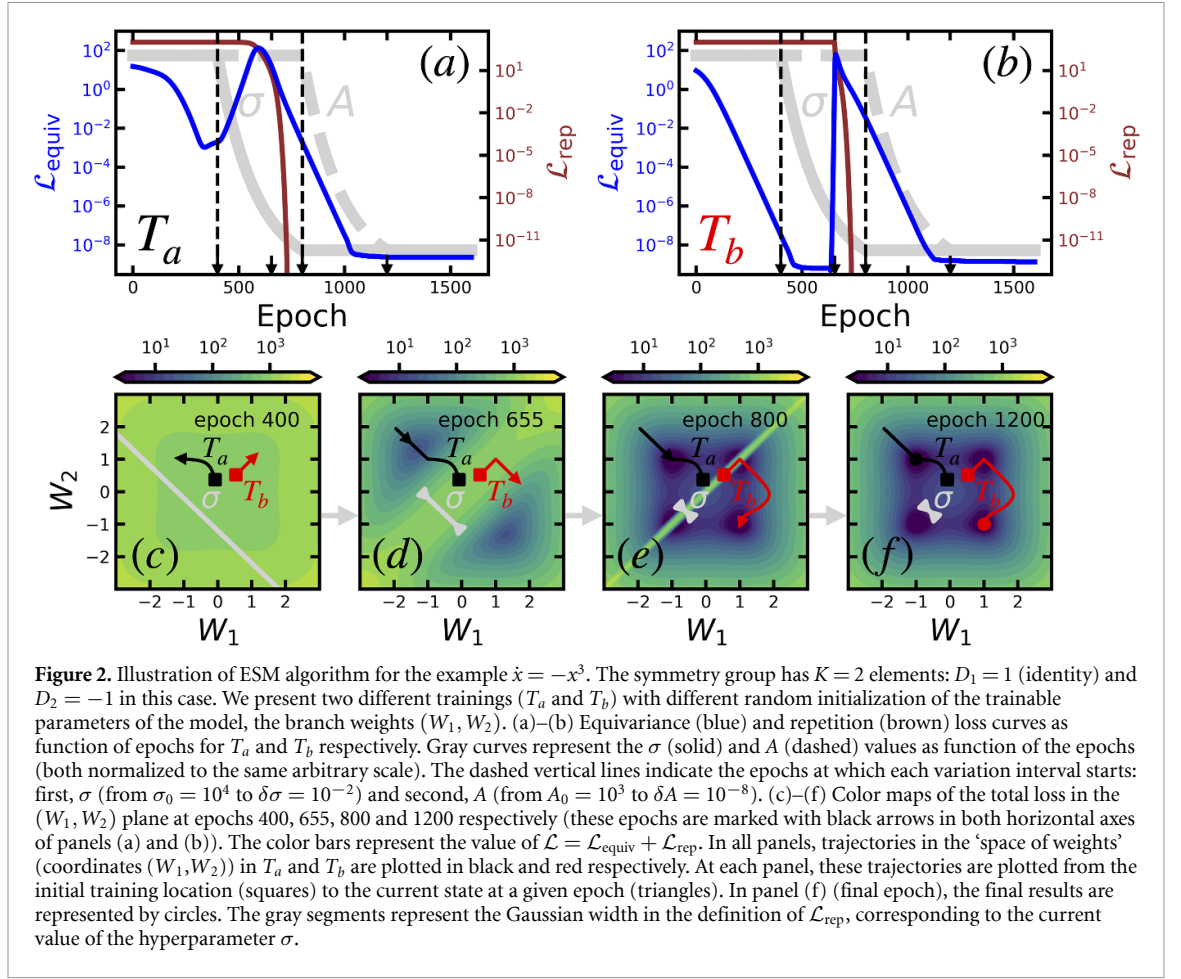 (a)
(b)
10² 10⁰ 10⁻² 10⁻⁴ 10⁻⁶ 10⁻⁸
ℒequiv
σ A
Tₐ
10¹ 10⁻² 10⁻⁵ 10⁻⁸ 10⁻¹¹
ℒrep
0 500 1000 1500
Epoch
10² 10⁰ 10⁻² 10⁻⁴ 10⁻⁶ 10⁻⁸
ℒequiv
σ A
T_b
10¹ 10⁻² 10⁻⁵ 10⁻⁸ 10⁻¹¹
ℒrep
0 500 1000 1500
Epoch
10¹ 10² 10³
10¹ 10² 10³
10¹ 10² 10³
10¹ 10² 10³
epoch 400
epoch 655
epoch 800
epoch 1200
2 1 0 −1 −2
W₂
Tₐ
T_b
σ
(c)
−2 −1 0 1 2
W₁
Tₐ
T_b
σ
(d)
−2 −1 0 1 2
W₁
Tₐ
T_b
σ
(e)
−2 −1 0 1 2
W₁
Tₐ
T_b
σ
(f)
−2 −1 0 1 2
W₁
Figure 2. Illustration of ESM algorithm for the example ẋ = −x³. The symmetry group has K = 2 elements: D₁ = 1 (identity) and
D₂ = −1 in this case. We present two different trainings (Tₐ and T_b) with different random initialization of the trainable
parameters of the model, the branch weights (W₁, W₂). (a)–(b) Equivariance (blue) and repetition (brown) loss curves as
function of epochs for Tₐ and T_b respectively. Gray curves represent the σ (solid) and A (dashed) values as function of the epochs
(both normalized to the same arbitrary scale). The dashed vertical lines indicate the epochs at which each variation interval starts:
first, σ (from σ₀ = 10⁴ to δσ = 10⁻²) and second, A (from A₀ = 10³ to δA = 10⁻⁸). (c)–(f) Color maps of the total loss in the
(W₁, W₂) plane at epochs 400, 655, 800 and 1200 respectively (these epochs are marked with black arrows in both horizontal axes
of panels (a) and (b)). The color bars represent the value of ℒ = ℒequiv + ℒrep. In all panels, trajectories in the ‘space of weights’
(coordinates (W₁,W₂)) in Tₐ and T_b are plotted in black and red respectively. At each panel, these trajectories are plotted from the
initial training location (squares) to the current state at a given epoch (triangles). In panel (f) (final epoch), the final results are
represented by circles. The gray segments represent the Gaussian width in the definition of ℒrep, corresponding to the current
value of the hyperparameter σ.